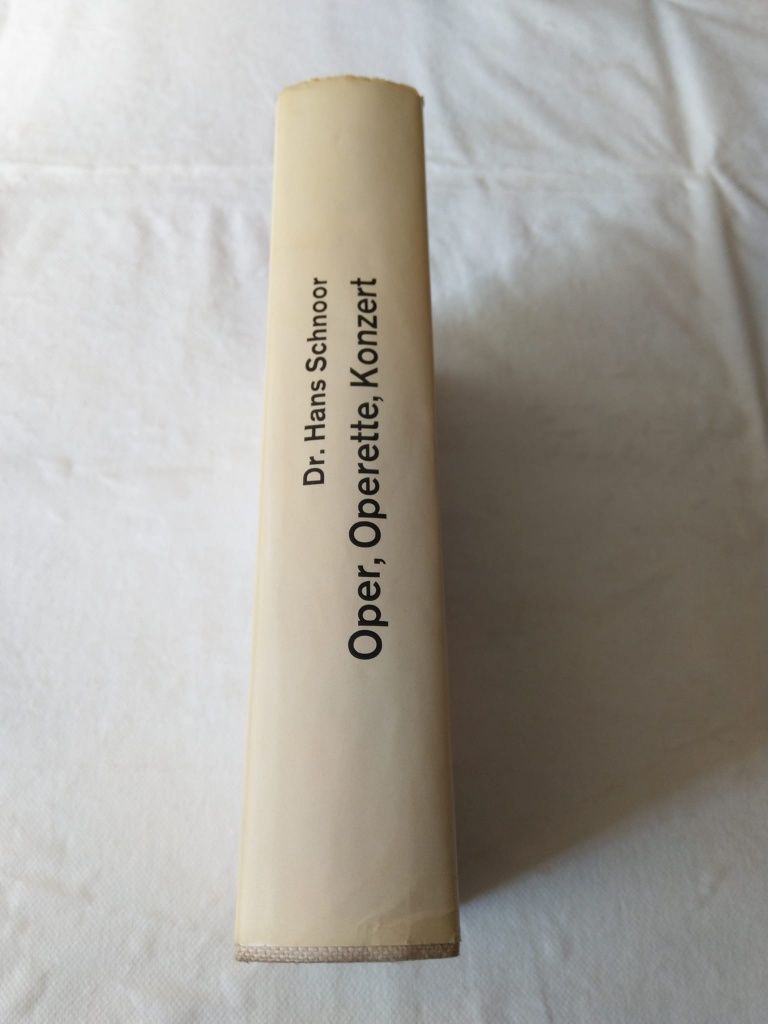 Dr. Hans Schnoor
Oper, Operette, Konzert